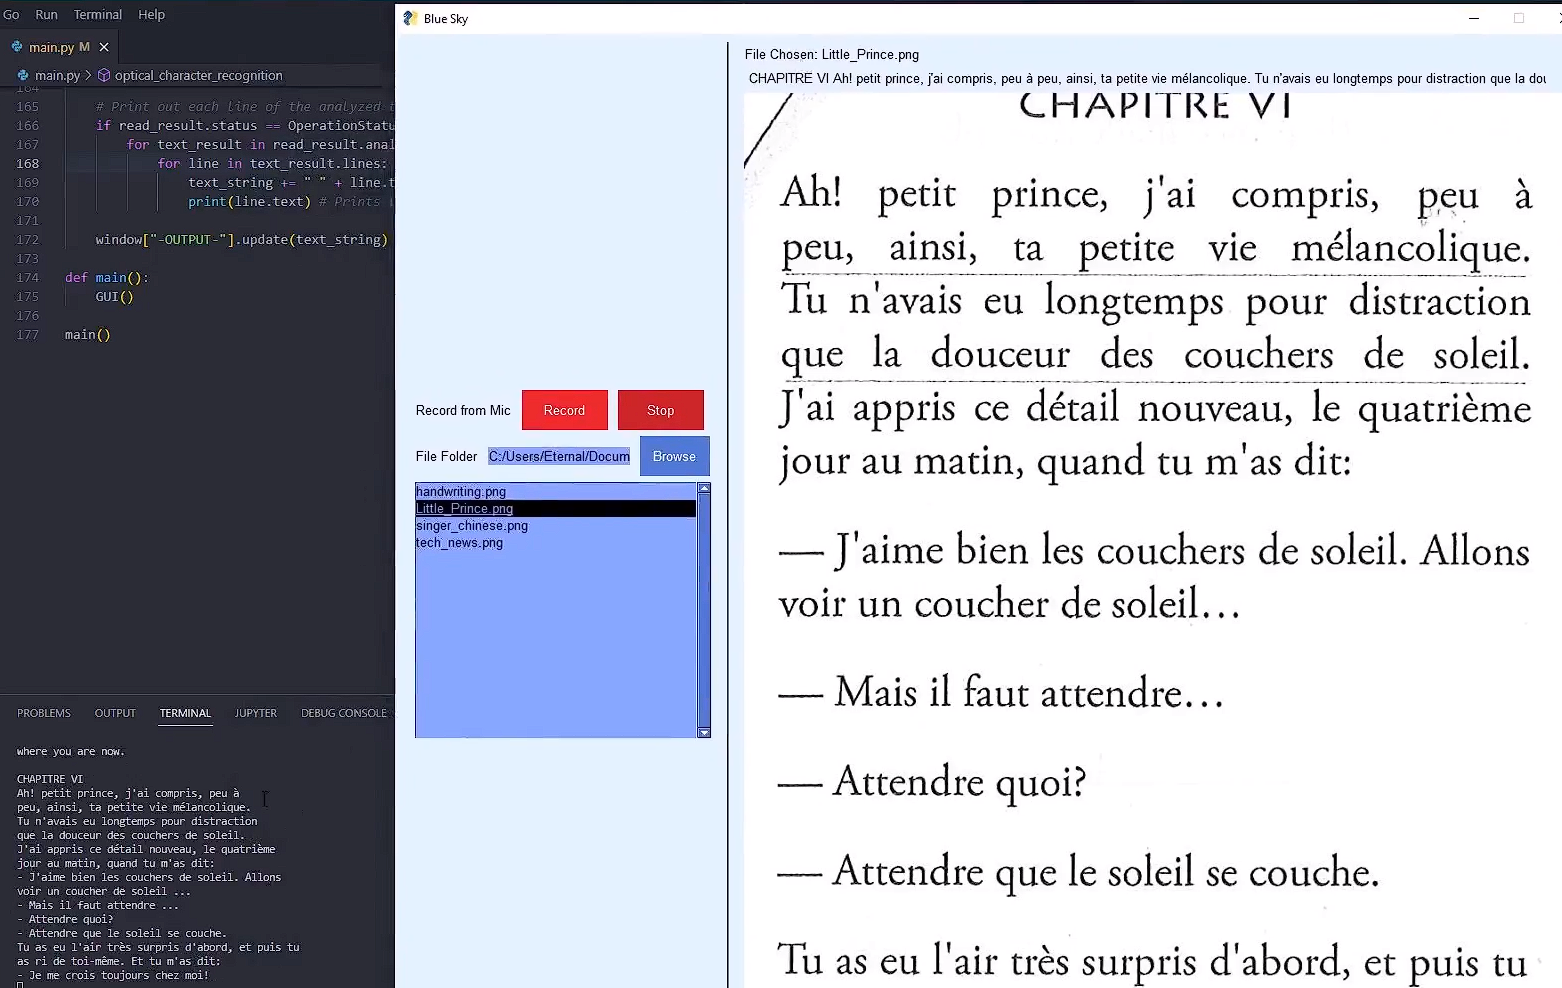 Go Run Terminal Help
main.py M
main.py > optical_character_recognition
164
165 # Print out each line of the analyzed
166 if read_result.status == OperationStatu
167 for text_result in read_result.anal
168 for line in text_result.lines:
169 text_string += " " + line.t
170 print(line.text) # Prints
171
172 window["-OUTPUT-"].update(text_string)
173
174 def main():
175 GUI()
176
177 main()
PROBLEMS OUTPUT TERMINAL JUPYTER DEBUG CONSOLE
where you are now.
CHAPITRE VI
Ah! petit prince, j'ai compris, peu à
peu, ainsi, ta petite vie mélancolique.
Tu n'avais eu longtemps pour distraction
que la douceur des couchers de soleil.
J'ai appris ce détail nouveau, le quatrième
jour au matin, quand tu m'as dit:
- J'aime bien les couchers de soleil. Allons
voir un coucher de soleil ...
- Mais il faut attendre ...
- Attendre quoi?
- Attendre que le soleil se couche.
Tu as eu l'air très surpris d'abord, et puis tu
as ri de toi-même. Et tu m'as dit:
- Je me crois toujours chez moi!
Blue Sky
Record from Mic Record Stop
File Folder C:/Users/Eternal/Docum Browse
handwriting.png
Little_Prince.png
singer_chinese.png
tech_news.png
File Chosen: Little_Prince.png
CHAPITRE VI Ah! petit prince, j'ai compris, peu à peu, ainsi, ta petite vie mélancolique. Tu n'avais eu longtemps pour distraction que la dou
CHAPITRE VI
Ah! petit prince, j'ai compris, peu à
peu, ainsi, ta petite vie mélancolique.
Tu n'avais eu longtemps pour distraction
que la douceur des couchers de soleil.
J'ai appris ce détail nouveau, le quatrième
jour au matin, quand tu m'as dit:
— J'aime bien les couchers de soleil. Allons
voir un coucher de soleil...
— Mais il faut attendre...
— Attendre quoi?
— Attendre que le soleil se couche.
Tu as eu l'air très surpris d'abord, et puis tu